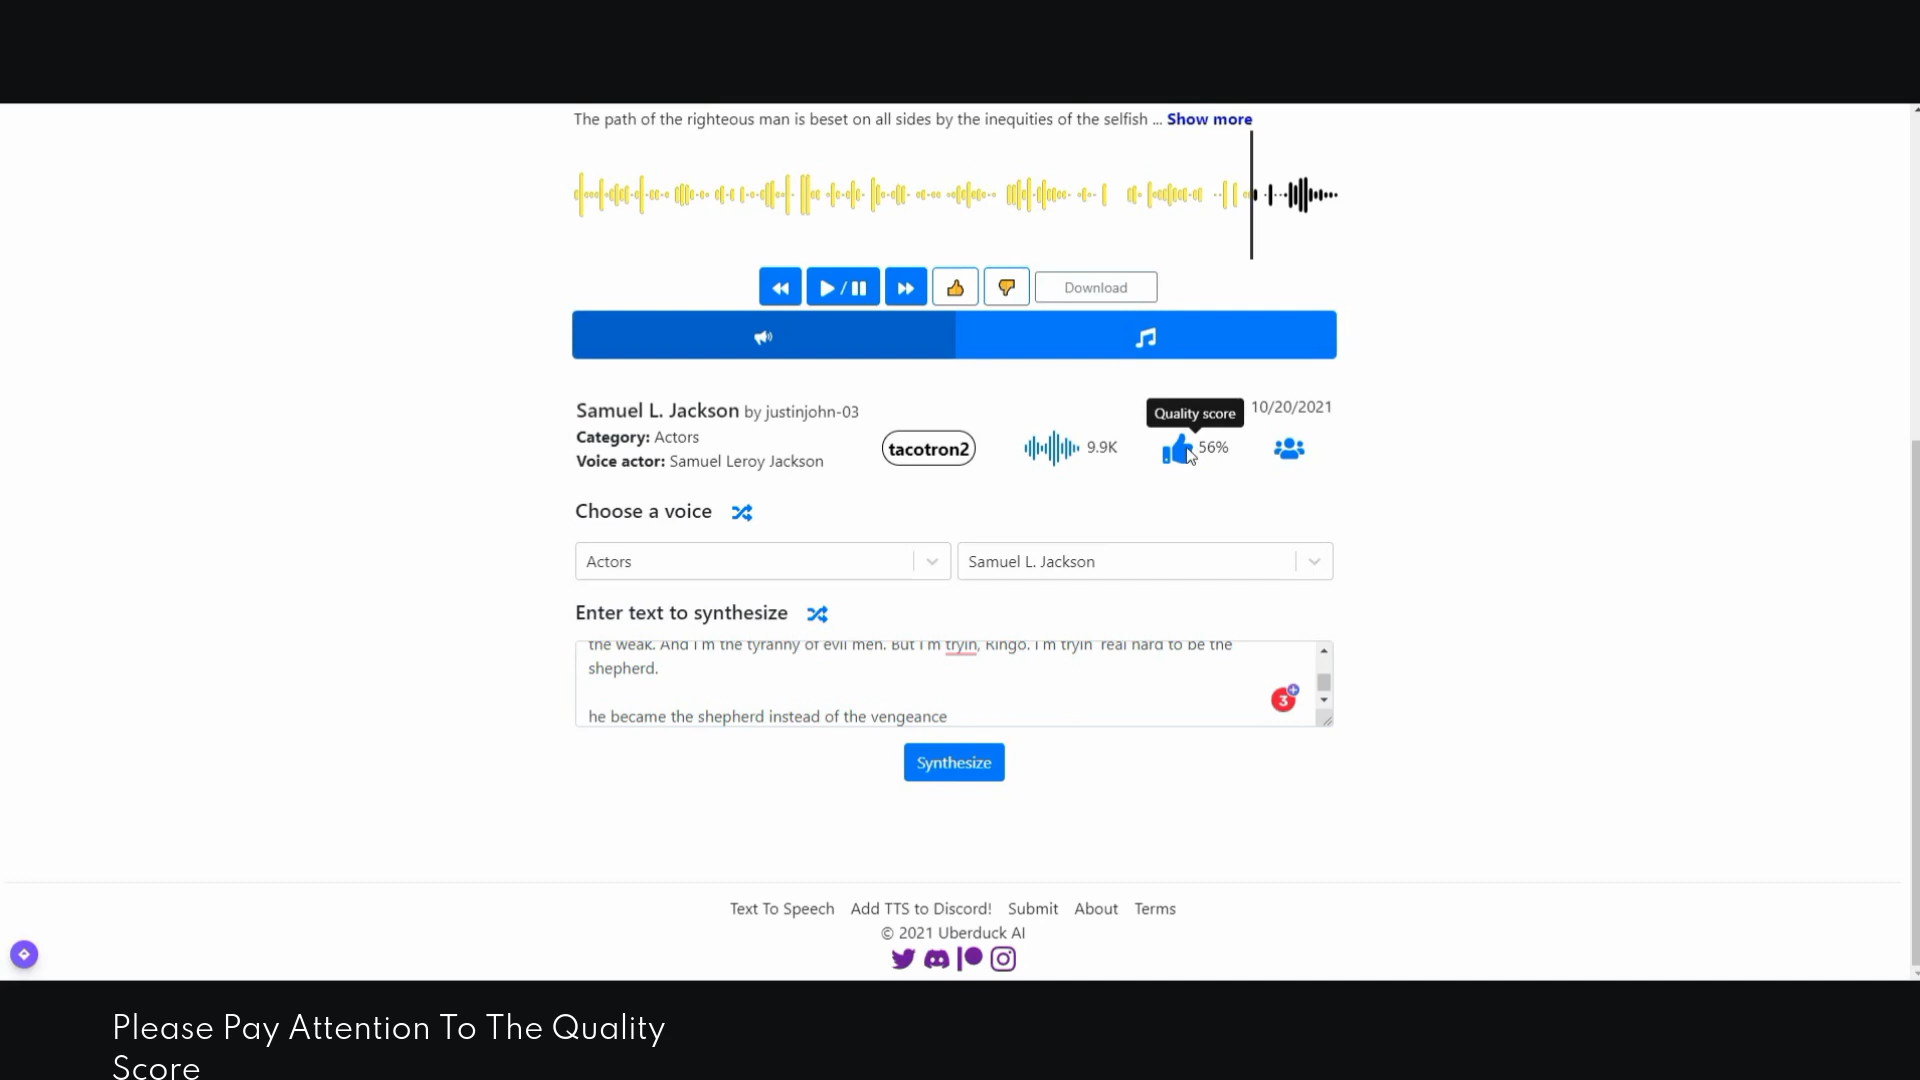 The path of the righteous man is beset on all sides by the inequities of the selfish ... Show more
/
Download
Samuel L. Jackson by justinjohn-03
Quality score
10/20/2021
Category: Actors
tacotron2
9.9K
56%
Voice actor: Samuel Leroy Jackson
Choose a voice
Actors
Samuel L. Jackson
Enter text to synthesize
the weak. And I'm the tyranny of evil men. But I'm tryin, Ringo. I'm tryin' real hard to be the
shepherd.
3
he became the shepherd instead of the vengeance
Synthesize
Text To Speech Add TTS to Discord! Submit About Terms
© 2021 Uberduck AI
Please Pay Attention To The Quality
Score